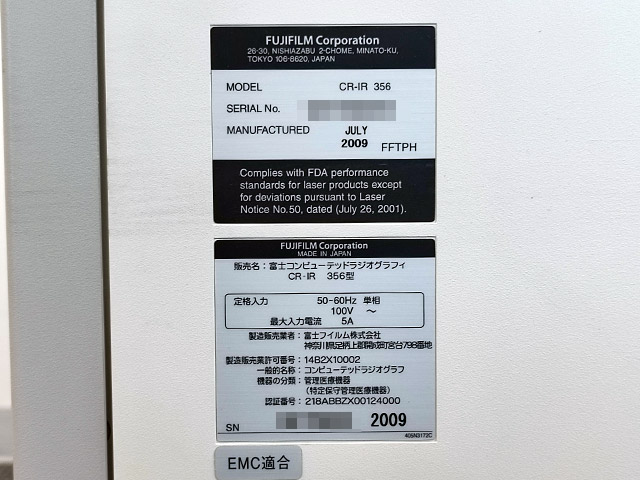 FUJIFILM Corporation
26-30, NISHIAZABU 2-CHOME, MINATO-KU,
TOKYO 106-8620, JAPAN
MODEL CR-IR 356
SERIAL No.
MANUFACTURED JULY
2009 FFTPH
Complies with FDA performance
standards for laser products except
for deviations pursuant to Laser
Notice No.50, dated (July 26, 2001).
FUJIFILM Corporation
MADE IN JAPAN
販売名：富士コンピューテッドラジオグラフィ
CR-IR 356型
定格入力 50-60Hz 単相
100V ～
最大入力電流 5A
製造販売業者：富士フイルム株式会社
神奈川県足柄上郡開成町宮台798番地
製造販売業許可番号：14B2X10002
一般的名称：コンピューテッドラジオグラフ
機器の分類：管理医療機器
（特定保守管理医療機器）
認証番号：218ABBZX00124000
SN 2009
405N3172C
EMC適合